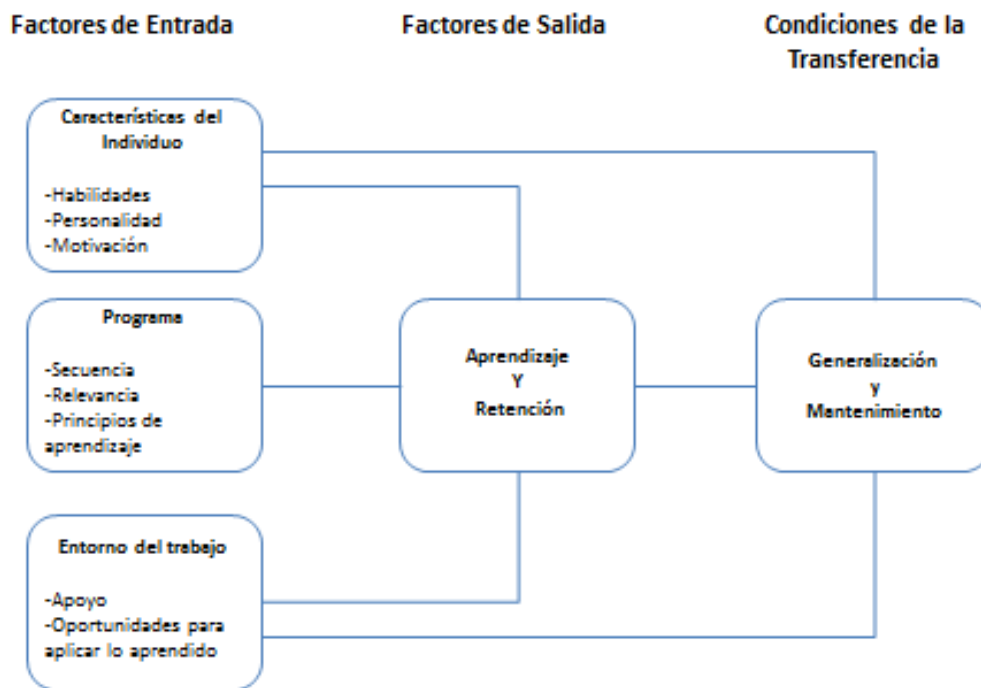 Factores de Entrada
Factores de Salida
Condiciones de la
Transferencia
Características del
Individuo
-Habilidades
-Personalidad
-Motivación
Programa
-Secuencia
-Relevancia
-Principios de
aprendizaje
Entorno del trabajo
-Apoyo
-Oportunidades para
aplicar lo aprendido
Aprendizaje
Y
Retención
Generalización
y
Mantenimiento